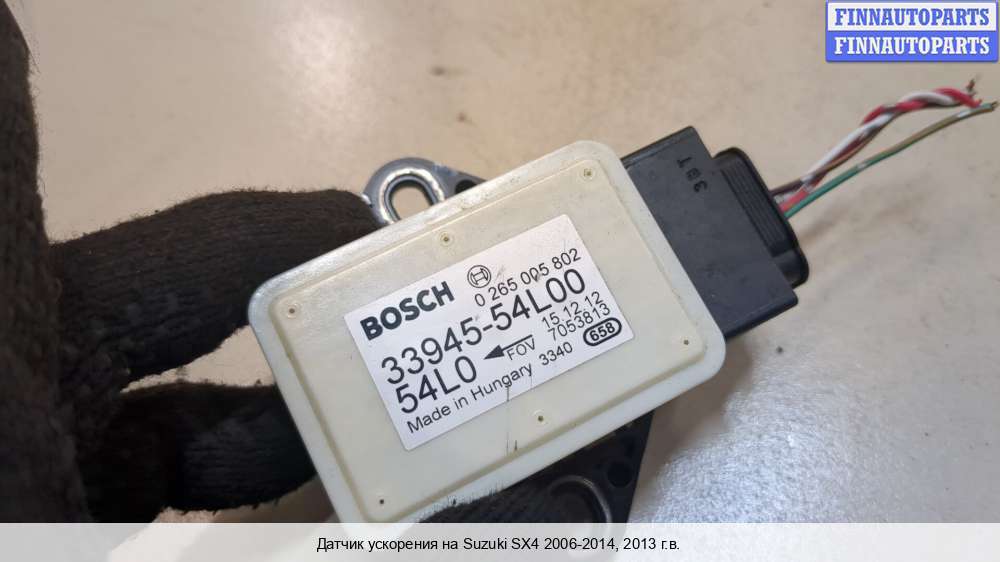 FINNAUTOPARTS
FINNAUTOPARTS
38T
BOSCH
0 265 005 802
33945-54L00
54L0
FOV
15.12.12
7053813
Made in Hungary 3340
658
Датчик ускорения на Suzuki SX4 2006-2014, 2013 г.в.